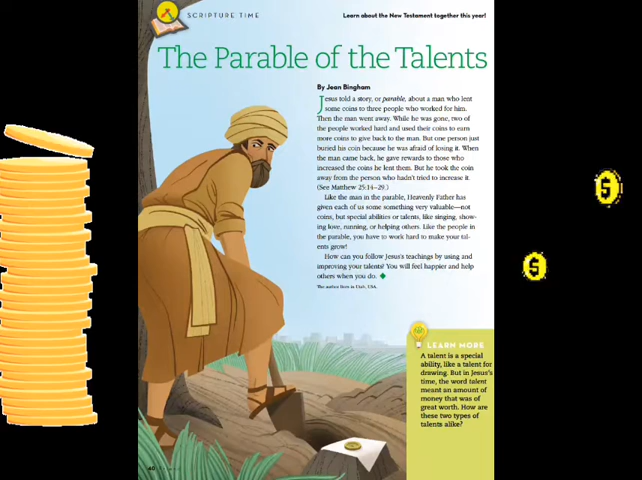 SCRIPTURE TIME
Learn about the New Testament together this year!
The Parable of the Talents
By Jean Bingham
Jesus told a story, or parable, about a man who lent
some coins to three people who worked for him.
Then the man went away. While he was gone, two of
the people worked hard and used their coins to earn
more coins to give back to the man. But one person just
buried his coin because he was afraid of losing it. When
the man came back, he gave rewards to those who
increased the coins he lent them. But he took the coin
away from the person who hadn't tried to increase it.
(See Matthew 25:14–29.)
Like the man in the parable, Heavenly Father has
given each of us some something very valuable—not
coins, but special abilities or talents, like singing, show-
ing love, running, or helping others. Like the people in
the parable, you have to work hard to make your tal-
ents grow!
How can you follow Jesus's teachings by using and
improving your talents? You will feel happier and help
others when you do.
The author lives in Utah, USA.
LEARN MORE
A talent is a special
ability, like a talent for
drawing. But in Jesus's
time, the word talent
meant an amount of
money that was of
great worth. How are
these two types of
talents alike?
$
$